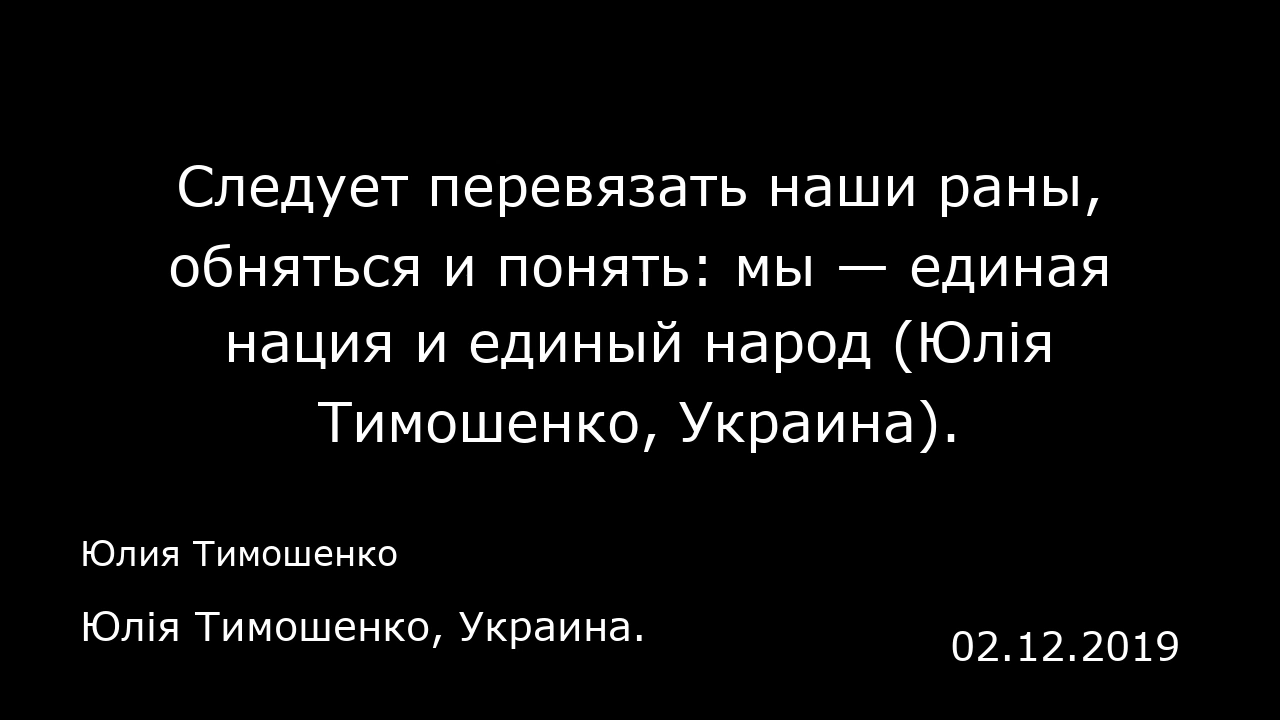 Следует перевязать наши раны,
обняться и понять: мы — единая
нация и единый народ (Юлія
Тимошенко, Украина).
Юлия Тимошенко
Юлія Тимошенко, Украина.
02.12.2019